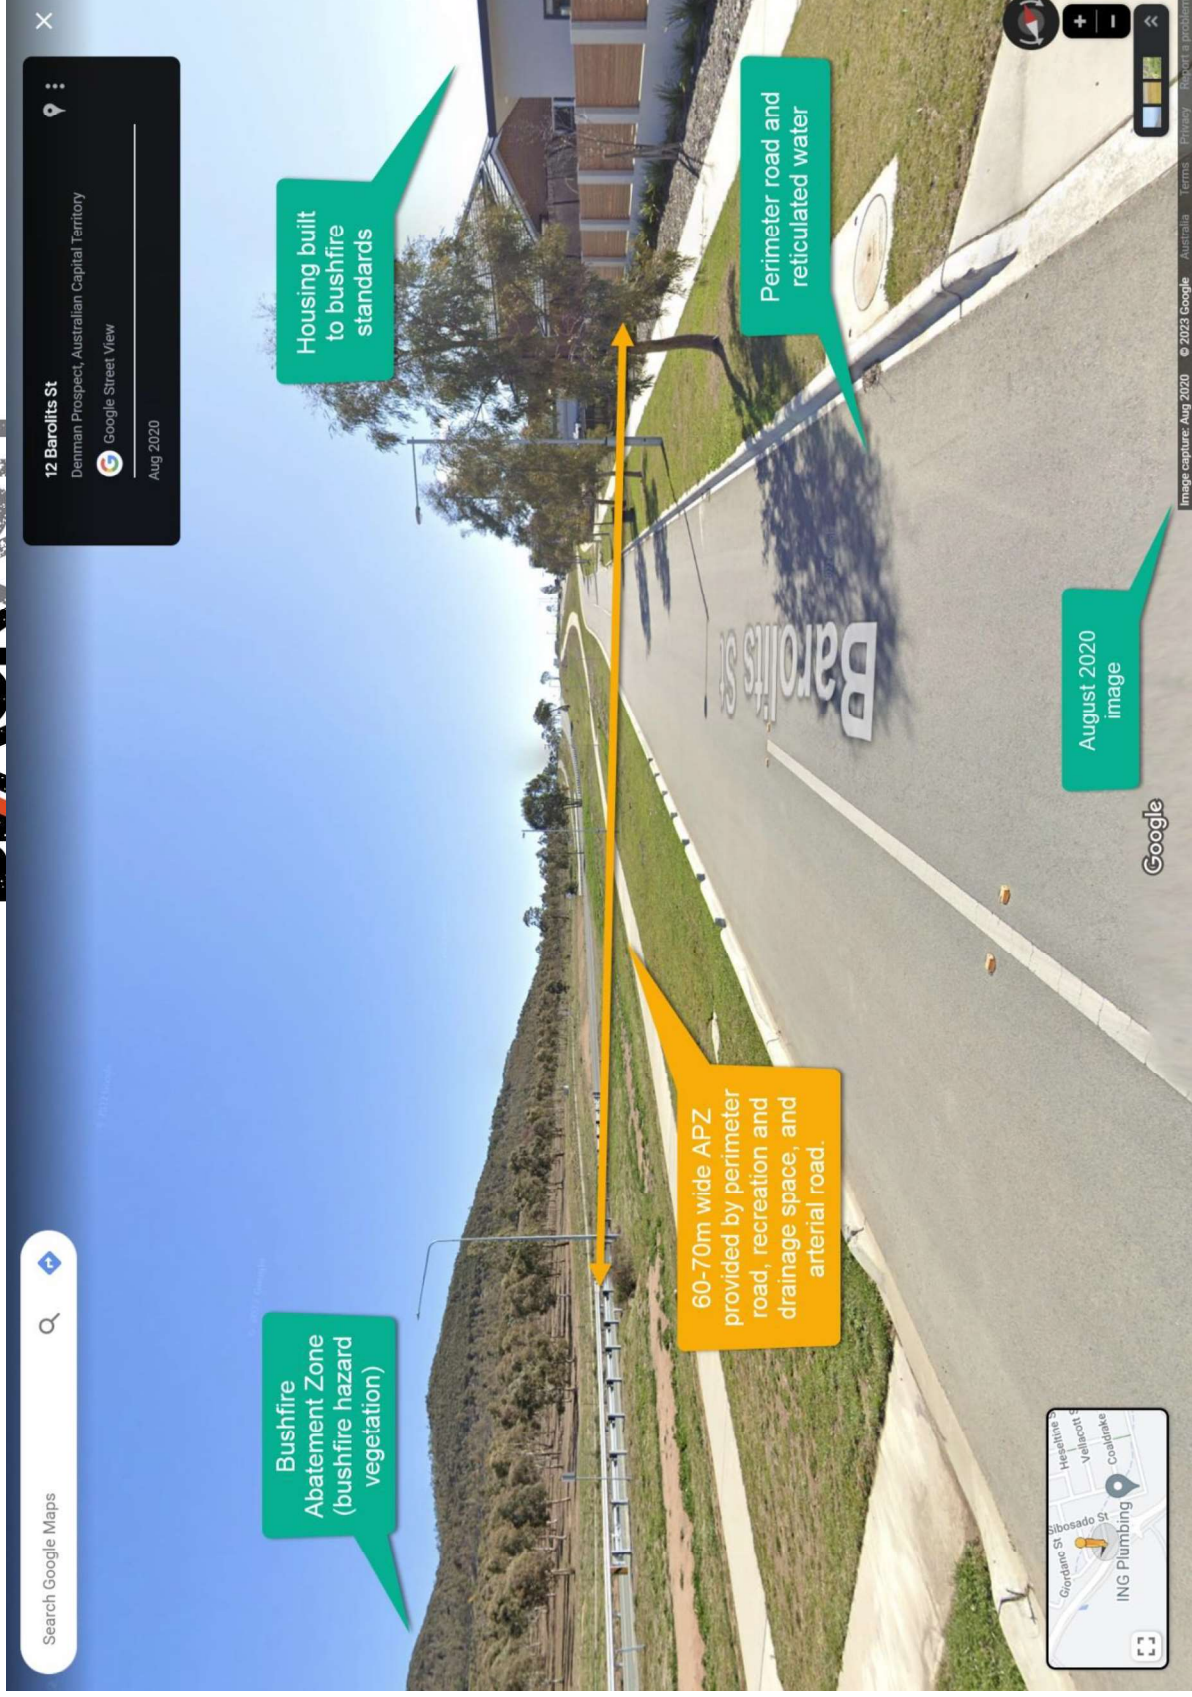 Search Google Maps
12 Barolits St
Denman Prospect, Australian Capital Territory
Google Street View
Aug 2020
Bushfire
Abatement Zone
(bushfire hazard
vegetation)
Housing built
to bushfire
standards
60-70m wide APZ
provided by perimeter
road, recreation and
drainage space, and
arterial road.
Perimeter road and
reticulated water
Barolits St
August 2020
image
Giordano St
Sibosado St
Heseltine S
Vellacott S
Coaldrake
ING Plumbing
Google
Image capture: Aug 2020 © 2023 Google Australia Terms Privacy Report a problem